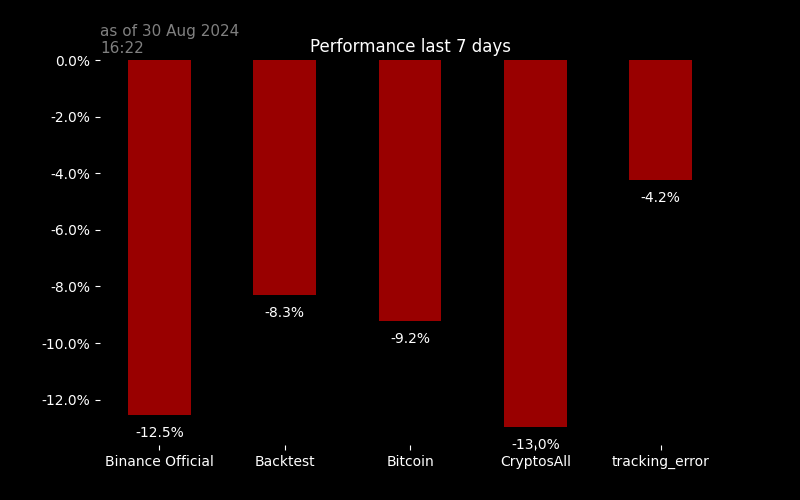 as of 30 Aug 2024
16:22
Performance last 7 days
0.0%
-2.0%
-4.0%
-6.0%
-8.0%
-10.0%
-12.0%
-12.5%
-8.3%
-9.2%
-13.0%
-4.2%
Binance Official
Backtest
Bitcoin
CryptosAll
tracking_error